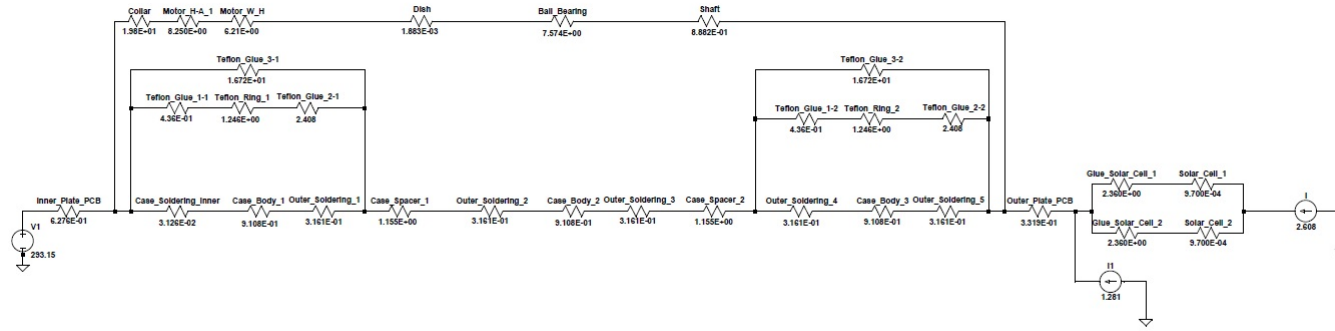 Collar Motor_H-A_1 Motor_W_H Dish Ball_Bearing Shaft
1.98E+01 8.250E+00 6.21E+00 1.883E-03 7.574E+00 8.882E-01
Teflon_Glue_3-1 Teflon_Glue_3-2
1.672E+01 1.672E+01
Teflon_Glue_1-1 Teflon_Ring_1 Teflon_Glue_2-1 Teflon_Glue_1-2 Teflon_Ring_2 Teflon_Glue_2-2
4.36E-01 1.246E+00 2.408 4.36E-01 1.246E+00 2.408
Glue_Solar_Cell_1 Solar_Cell_1
2.360E+00 9.700E-04
Inner_Plate_PCB Case_Soldering_Inner Case_Body_1 Outer_Soldering_1 Case_Spacer_1 Outer_Soldering_2 Case_Body_2 Outer_Soldering_3 Case_Spacer_2 Outer_Soldering_4 Case_Body_3 Outer_Soldering_5 Outer_Plate_PCB I
6.276E-01 3.126E-02 9.108E-01 3.161E-01 1.155E+00 3.161E-01 9.108E-01 3.161E-01 1.155E+00 3.161E-01 9.108E-01 3.161E-01 3.319E-01 2.608
Glue_Solar_Cell_2 Solar_Cell_2
2.360E+00 9.700E-04
V1
293.15
I1
1.281